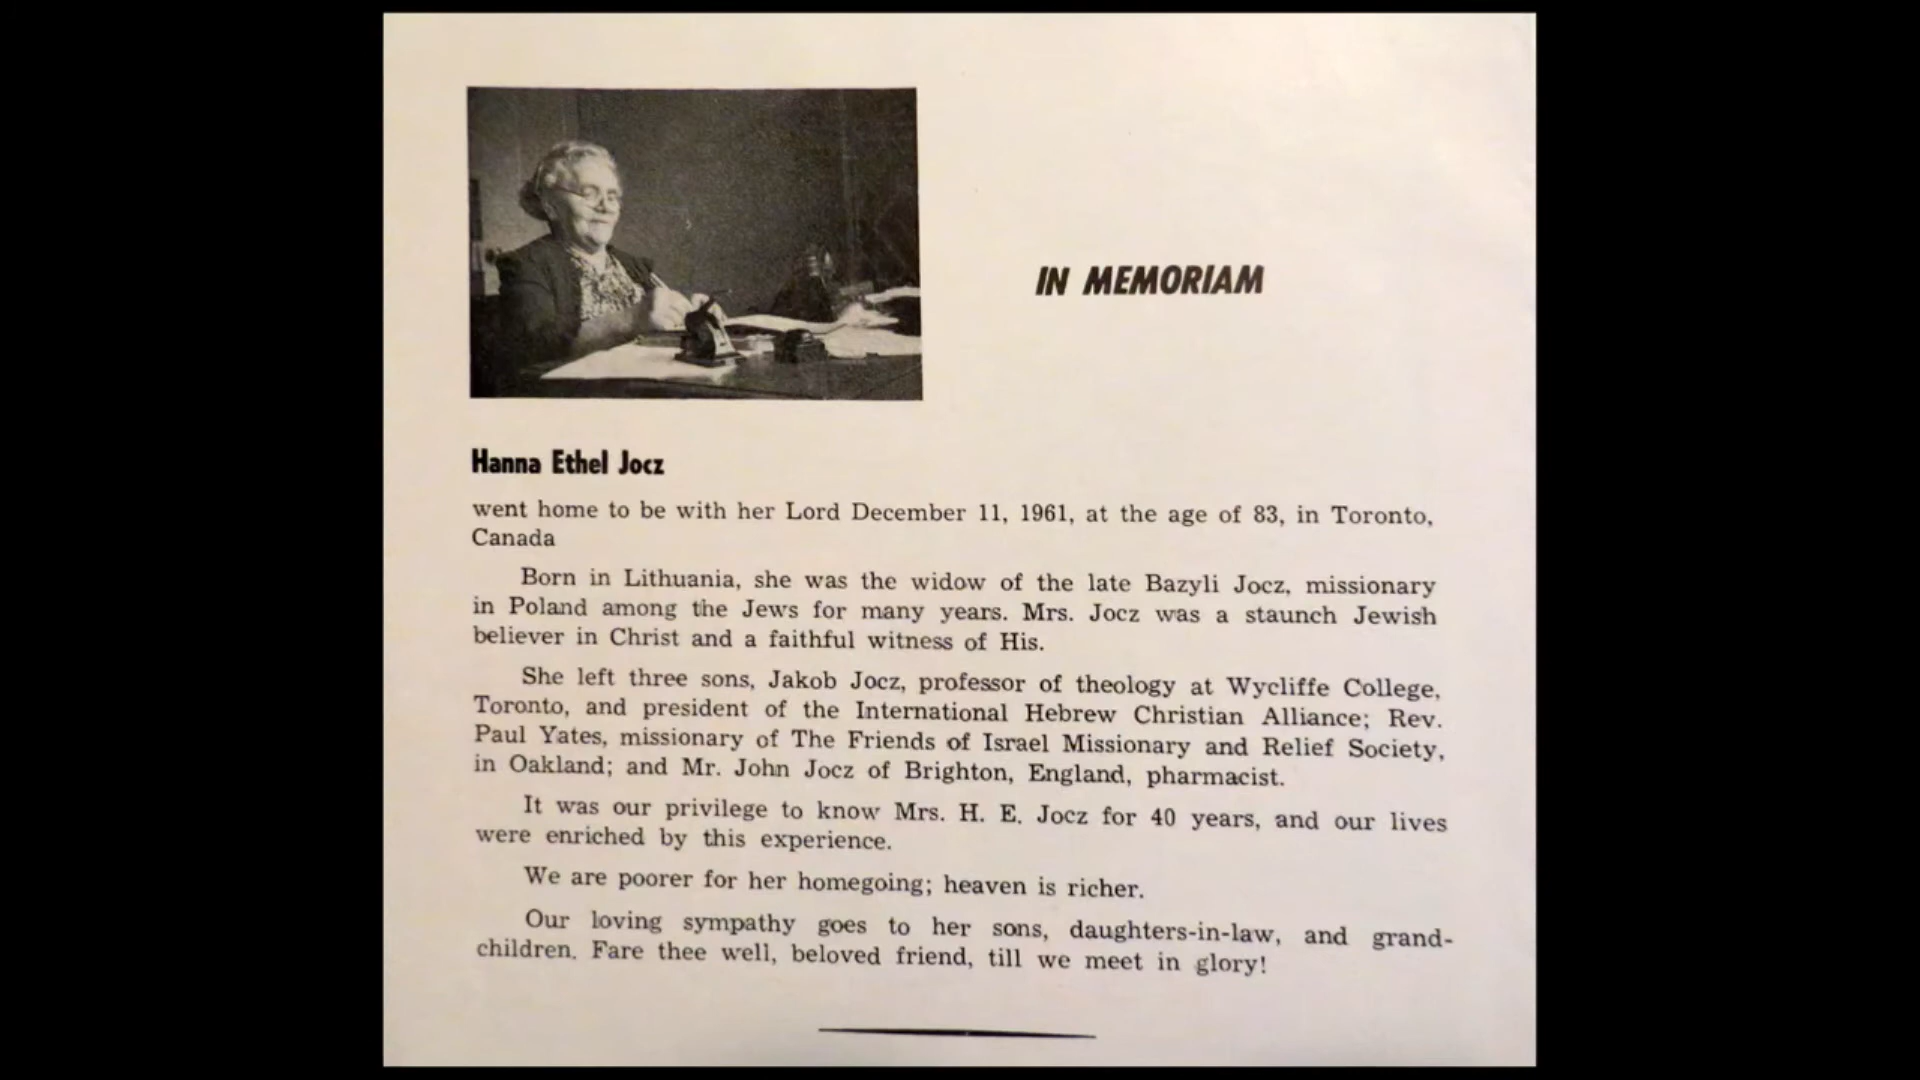 IN MEMORIAM
Hanna Ethel Jocz
went home to be with her Lord December 11, 1961, at the age of 83, in Toronto,
Canada
Born in Lithuania, she was the widow of the late Bazyli Jocz, missionary
in Poland among the Jews for many years. Mrs. Jocz was a staunch Jewish
believer in Christ and a faithful witness of His.
She left three sons, Jakob Jocz, professor of theology at Wycliffe College,
Toronto, and president of the International Hebrew Christian Alliance; Rev.
Paul Yates, missionary of The Friends of Israel Missionary and Relief Society,
in Oakland; and Mr. John Jocz of Brighton, England, pharmacist.
It was our privilege to know Mrs. H. E. Jocz for 40 years, and our lives
were enriched by this experience.
We are poorer for her homegoing; heaven is richer.
Our loving sympathy goes to her sons, daughters-in-law, and grand-
children. Fare thee well, beloved friend, till we meet in glory!